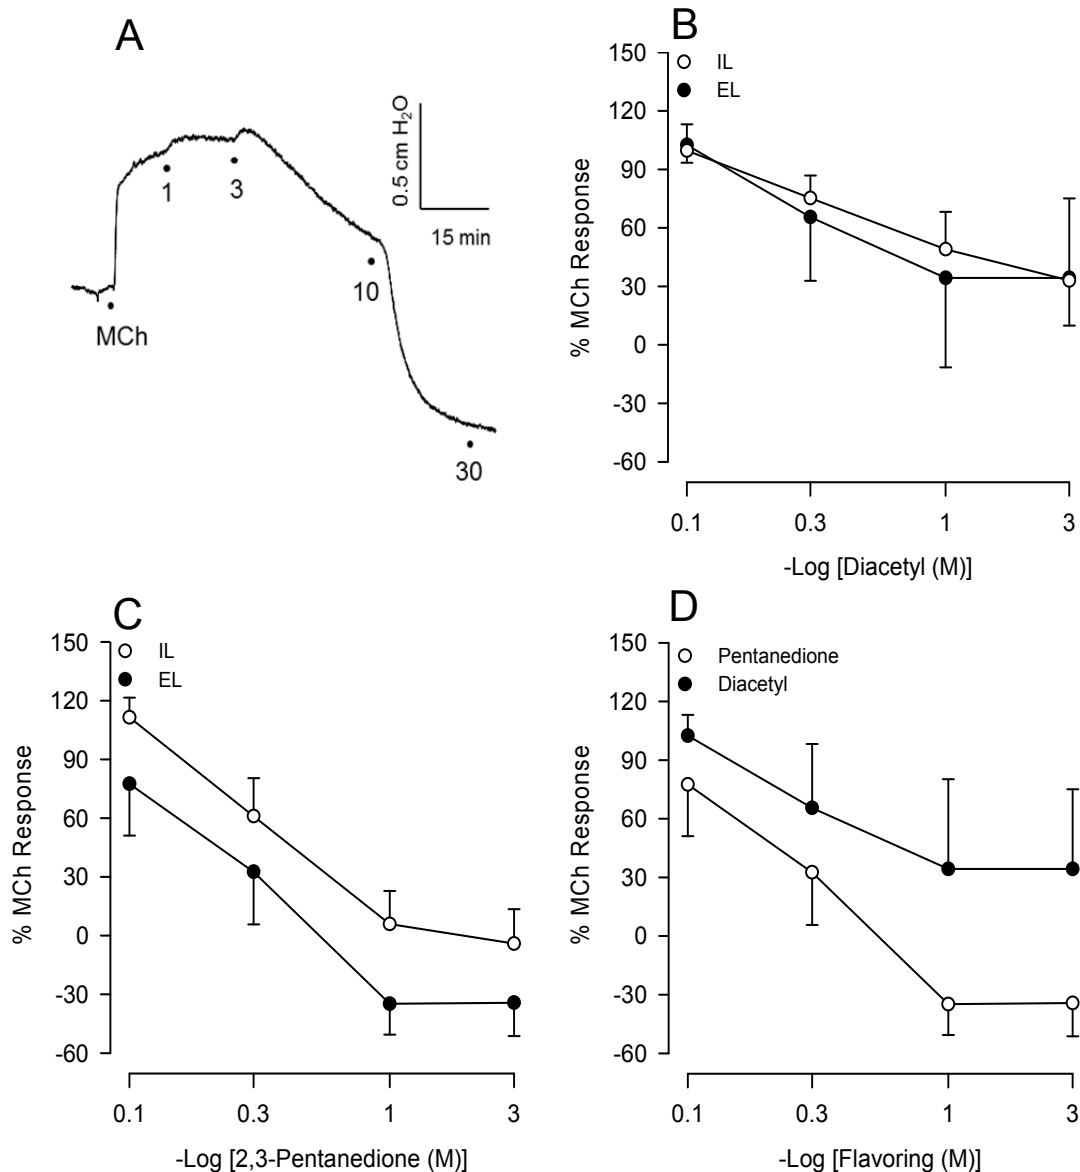 A
0.5 cm H₂O
15 min
1
3
10
MCh
30
B
IL
EL
% MCh Response
150
120
90
60
30
0
-30
-60
0.1 0.3 1 3
-Log [Diacetyl (M)]
C
IL
EL
% MCh Response
150
120
90
60
30
0
-30
-60
0.1 0.3 1 3
-Log [2,3-Pentanedione (M)]
D
Pentanedione
Diacetyl
% MCh Response
150
120
90
60
30
0
-30
-60
0.1 0.3 1 3
-Log [Flavoring (M)]